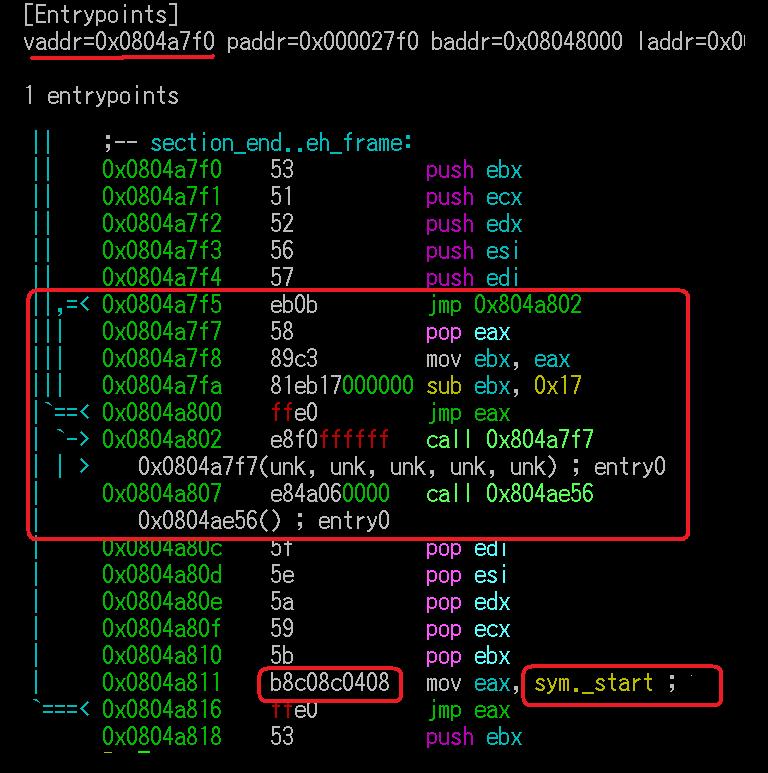 [Entrypoints]
vaddr=0x0804a7f0 paddr=0x000027f0 baddr=0x08048000 laddr=0x0
1 entrypoints
;-- section_end..eh_frame:
0x0804a7f0 53 push ebx
0x0804a7f1 51 push ecx
0x0804a7f2 52 push edx
0x0804a7f3 56 push esi
0x0804a7f4 57 push edi
,=< 0x0804a7f5 eb0b jmp 0x804a802
0x0804a7f7 58 pop eax
0x0804a7f8 89c3 mov ebx, eax
0x0804a7fa 81eb17000000 sub ebx, 0x17
`==< 0x0804a800 ffe0 jmp eax
`-> 0x0804a802 e8f0ffffff call 0x804a7f7
> 0x0804a7f7(unk, unk, unk, unk, unk) ; entry0
0x0804a807 e84a060000 call 0x804ae56
0x0804ae56() ; entry0
0x0804a80c 5f pop edi
0x0804a80d 5e pop esi
0x0804a80e 5a pop edx
0x0804a80f 59 pop ecx
0x0804a810 5b pop ebx
0x0804a811 b8c08c0408 mov eax, sym._start ;
`===< 0x0804a816 ffe0 jmp eax
0x0804a818 53 push ebx